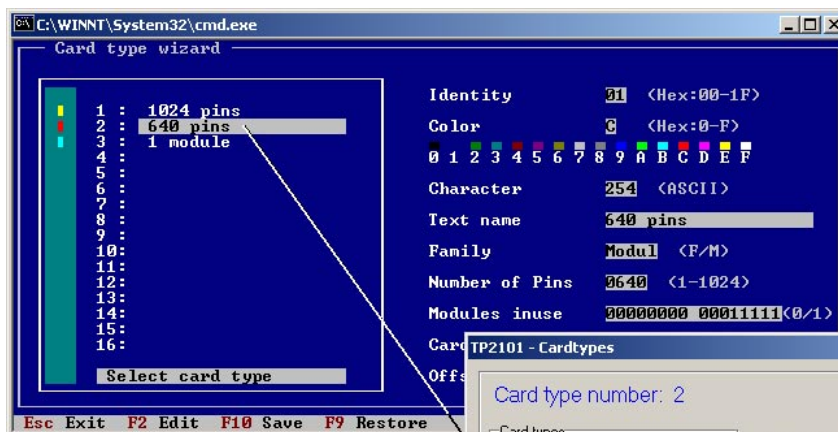 C:\WINNT\System32\cmd.exe
Card type wizard
1 : 1024 pins
2 : 640 pins
3 : 1 module
4 :
5 :
6 :
7 :
8 :
9 :
10:
11:
12:
13:
14:
15:
16:
Select card type
Identity 01 (Hex:00-1F)
Color C (Hex:0-F)
0 1 2 3 4 5 6 7 8 9 A B C D E F
Character 254 (ASCII)
Text name 640 pins
Family Modul (F/M)
Number of Pins 0640 (1-1024)
Modules inuse 00000000 00011111(0/1)
Card
Offs
TP2101 - Cardtypes
Card type number: 2
Card types
Esc Exit F2 Edit F10 Save F9 Restore